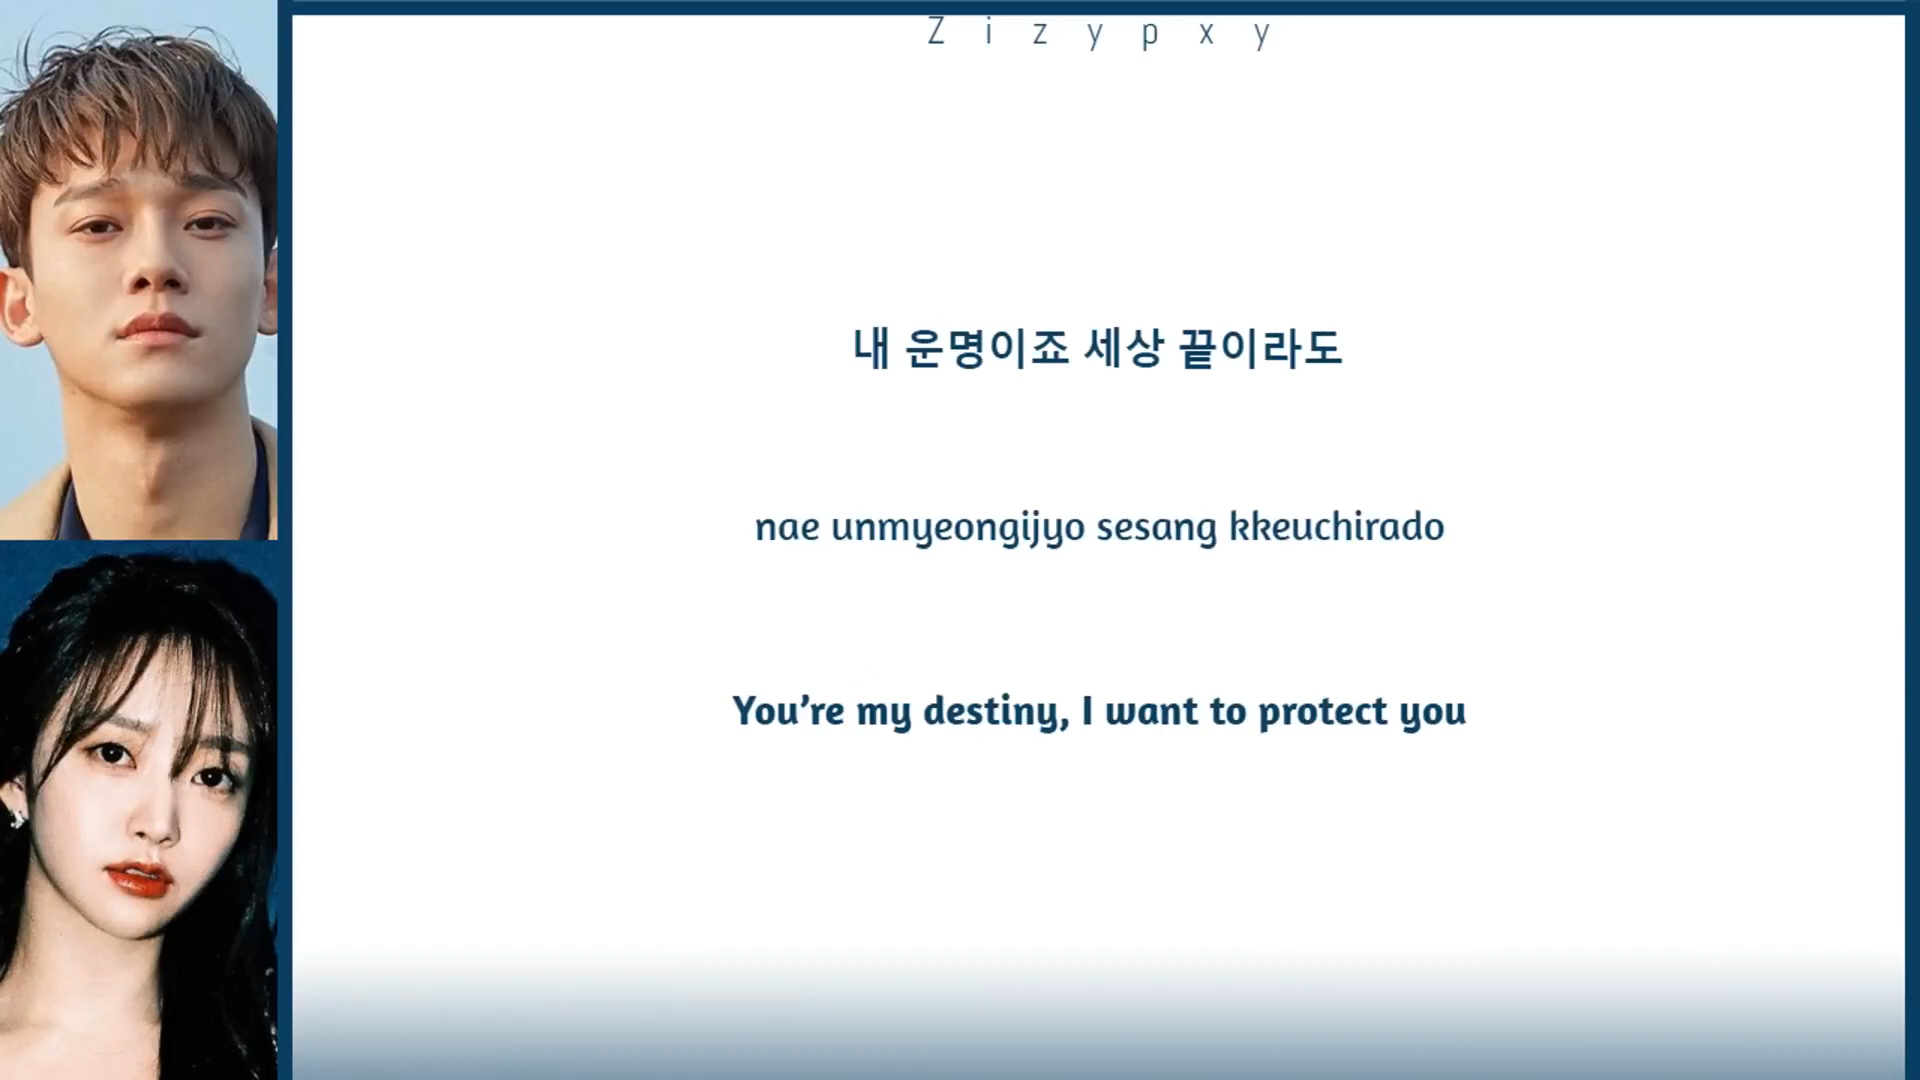 Zizypxy
내 운명이죠 세상 끝이라도
nae unmyeongijyo sesang kkeuchirado
You’re my destiny, I want to protect you